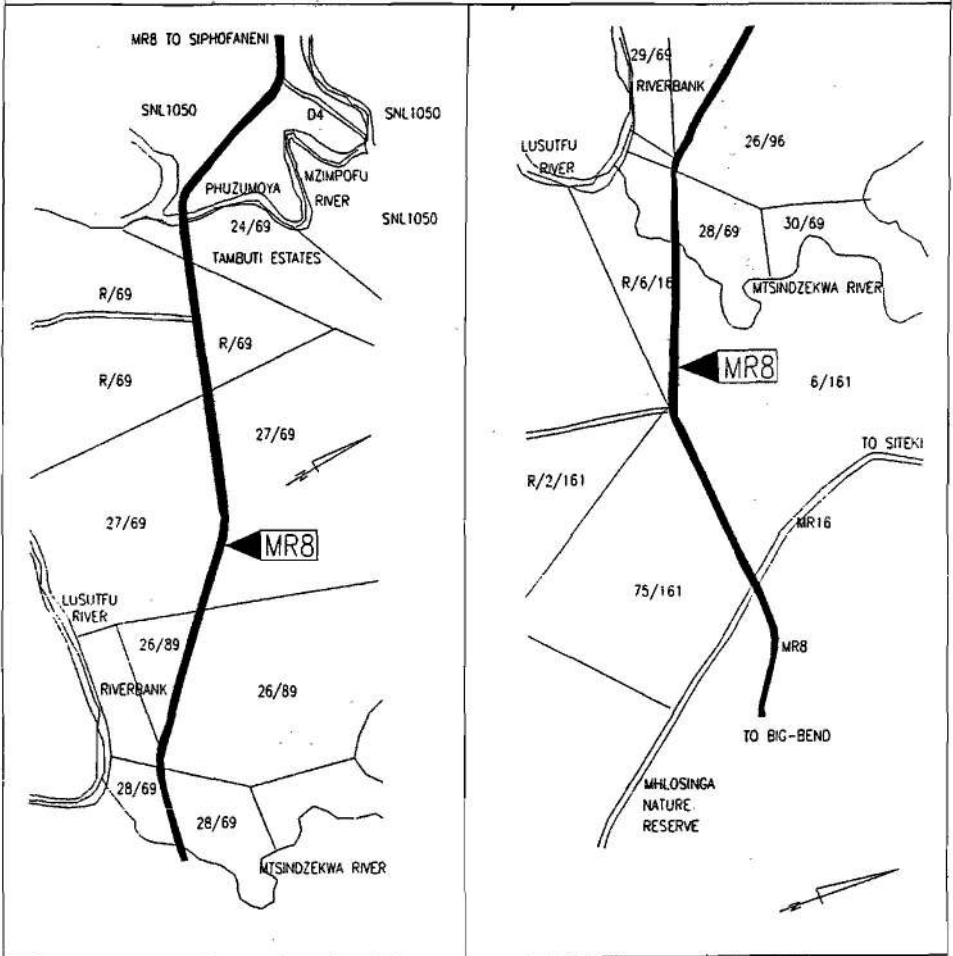 MR8 TO SIPHOFANENI
SNL1050
D4
SNL1050
PHUZUMOYA
MZIMPOFU
RIVER
SNL1050
24/69
TAMBUTI ESTATES
R/69
R/69
R/69
27/69
N
27/69
MR8
LUSUTFU
RIVER
26/89
RIVERBANK
26/89
28/69
28/69
MTSINDZEKWA RIVER
29/69
RIVERBANK
26/96
LUSUTFU
RIVER
28/69
30/69
R/6/16
MTSINDZEKWA RIVER
MR8
6/161
TO SITEKI
R/2/161
MR16
75/161
MR8
TO BIG-BEND
MHLOSINGA
NATURE
RESERVE
N